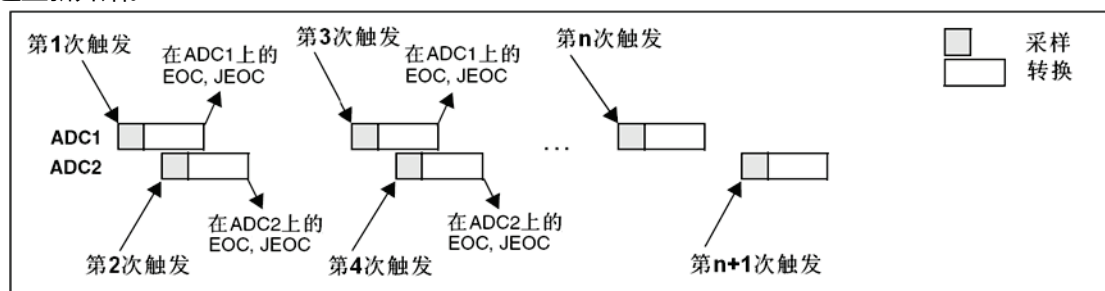 第1次触发
在ADC1上的
EOC, JEOC
第3次触发
在ADC1上的
EOC, JEOC
第n次触发
采样
转换
ADC1
ADC2
...
第2次触发
在ADC2上的
EOC, JEOC
第4次触发
在ADC2上的
EOC, JEOC
第n+1次触发